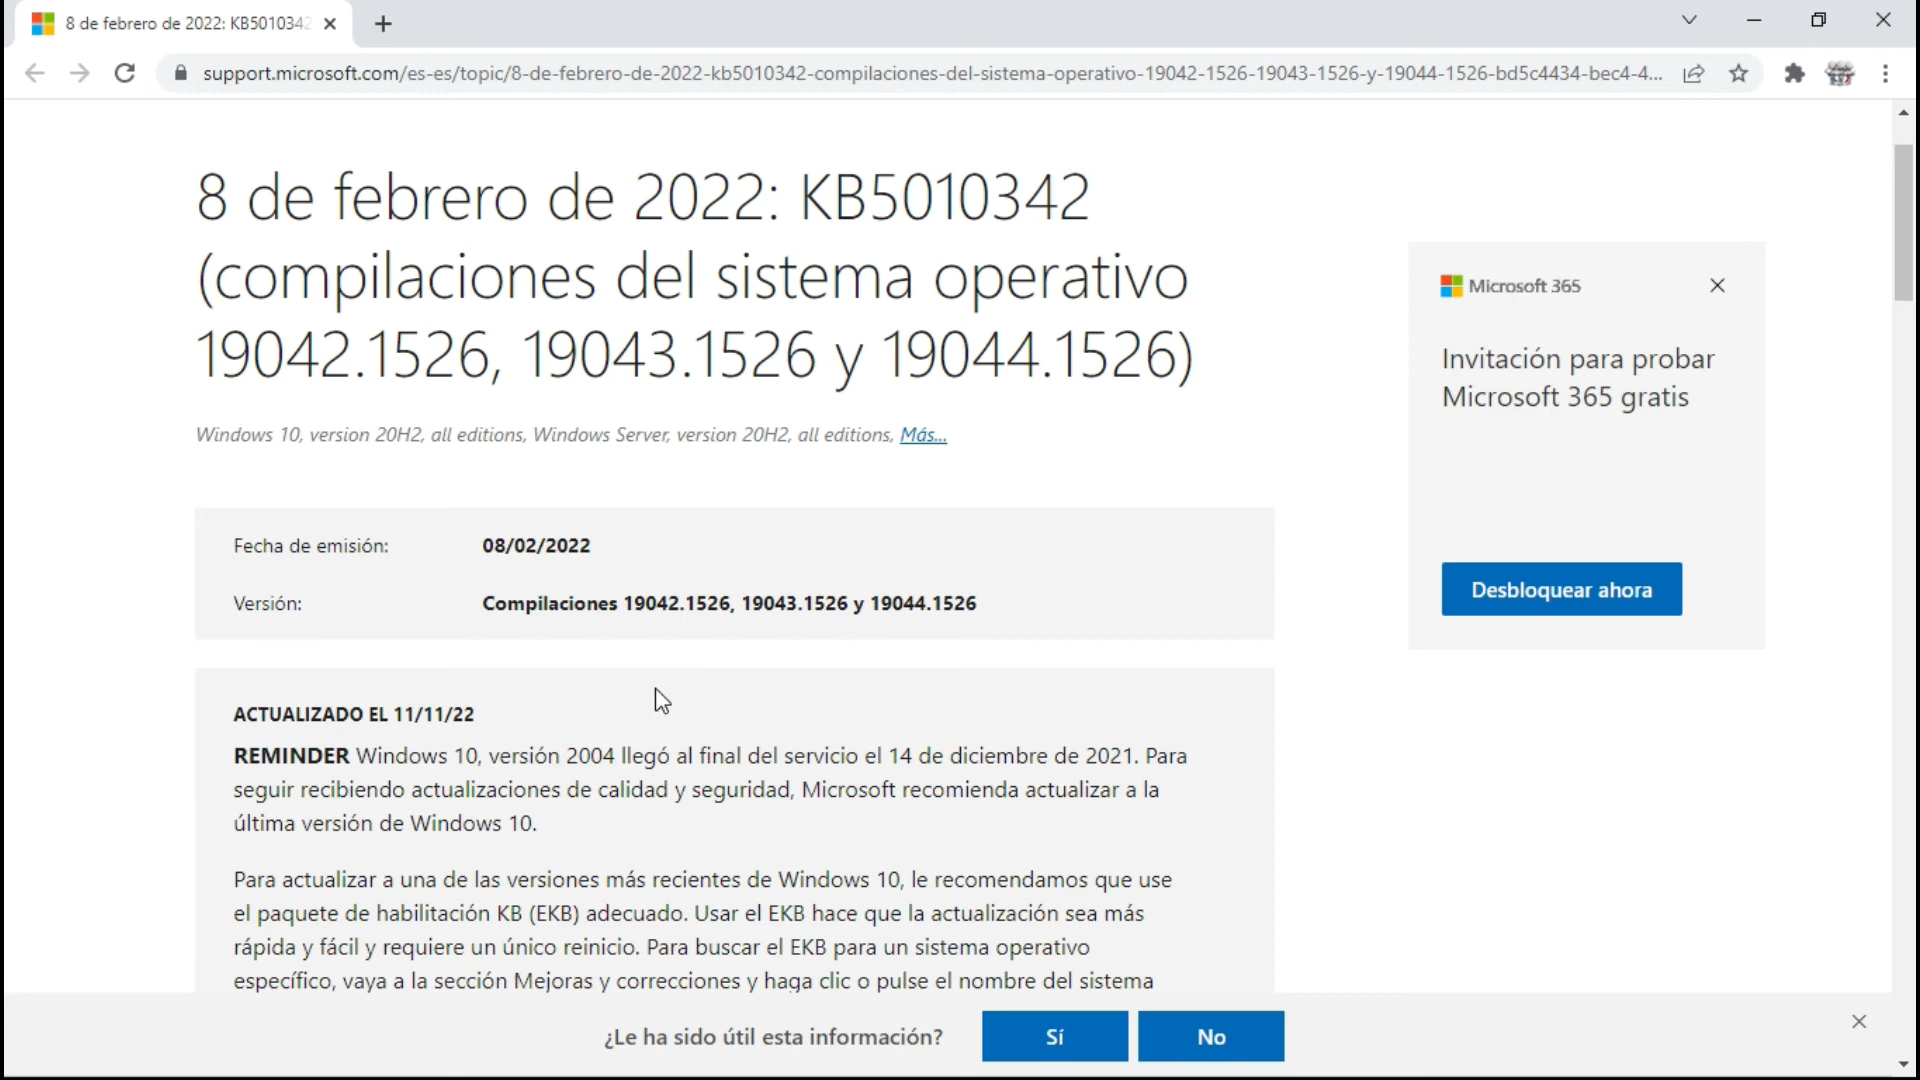 8 de febrero de 2022: KB5010342
support.microsoft.com/es-es/topic/8-de-febrero-de-2022-kb5010342-compilaciones-del-sistema-operativo-19042-1526-19043-1526-y-19044-1526-bd5c4434-bec4-4...
8 de febrero de 2022: KB5010342
(compilaciones del sistema operativo
19042.1526, 19043.1526 y 19044.1526)
Windows 10, version 20H2, all editions, Windows Server, version 20H2, all editions, Más...
Fecha de emisión: 08/02/2022
Versión: Compilaciones 19042.1526, 19043.1526 y 19044.1526
ACTUALIZADO EL 11/11/22
REMINDER Windows 10, versión 2004 llegó al final del servicio el 14 de diciembre de 2021. Para
seguir recibiendo actualizaciones de calidad y seguridad, Microsoft recomienda actualizar a la
última versión de Windows 10.
Para actualizar a una de las versiones más recientes de Windows 10, le recomendamos que use
el paquete de habilitación KB (EKB) adecuado. Usar el EKB hace que la actualización sea más
rápida y fácil y requiere un único reinicio. Para buscar el EKB para un sistema operativo
específico, vaya a la sección Mejoras y correcciones y haga clic o pulse el nombre del sistema
Microsoft 365
Invitación para probar
Microsoft 365 gratis
Desbloquear ahora
¿Le ha sido útil esta información?
Sí
No